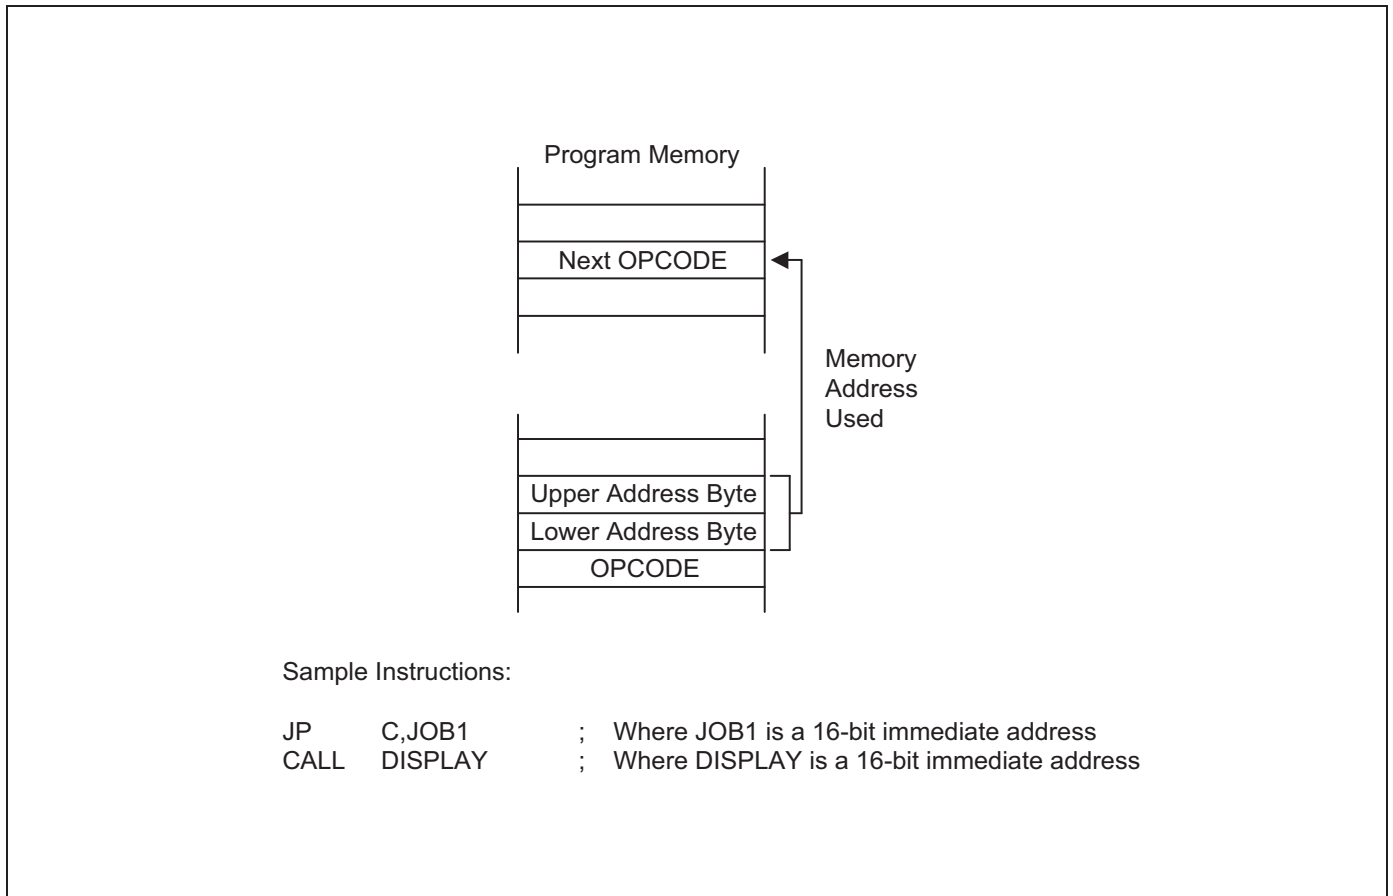 Program Memory
Next OPCODE
Memory
Address
Used
Upper Address Byte
Lower Address Byte
OPCODE
Sample Instructions:
JP C,JOB1 ; Where JOB1 is a 16-bit immediate address
CALL DISPLAY ; Where DISPLAY is a 16-bit immediate address